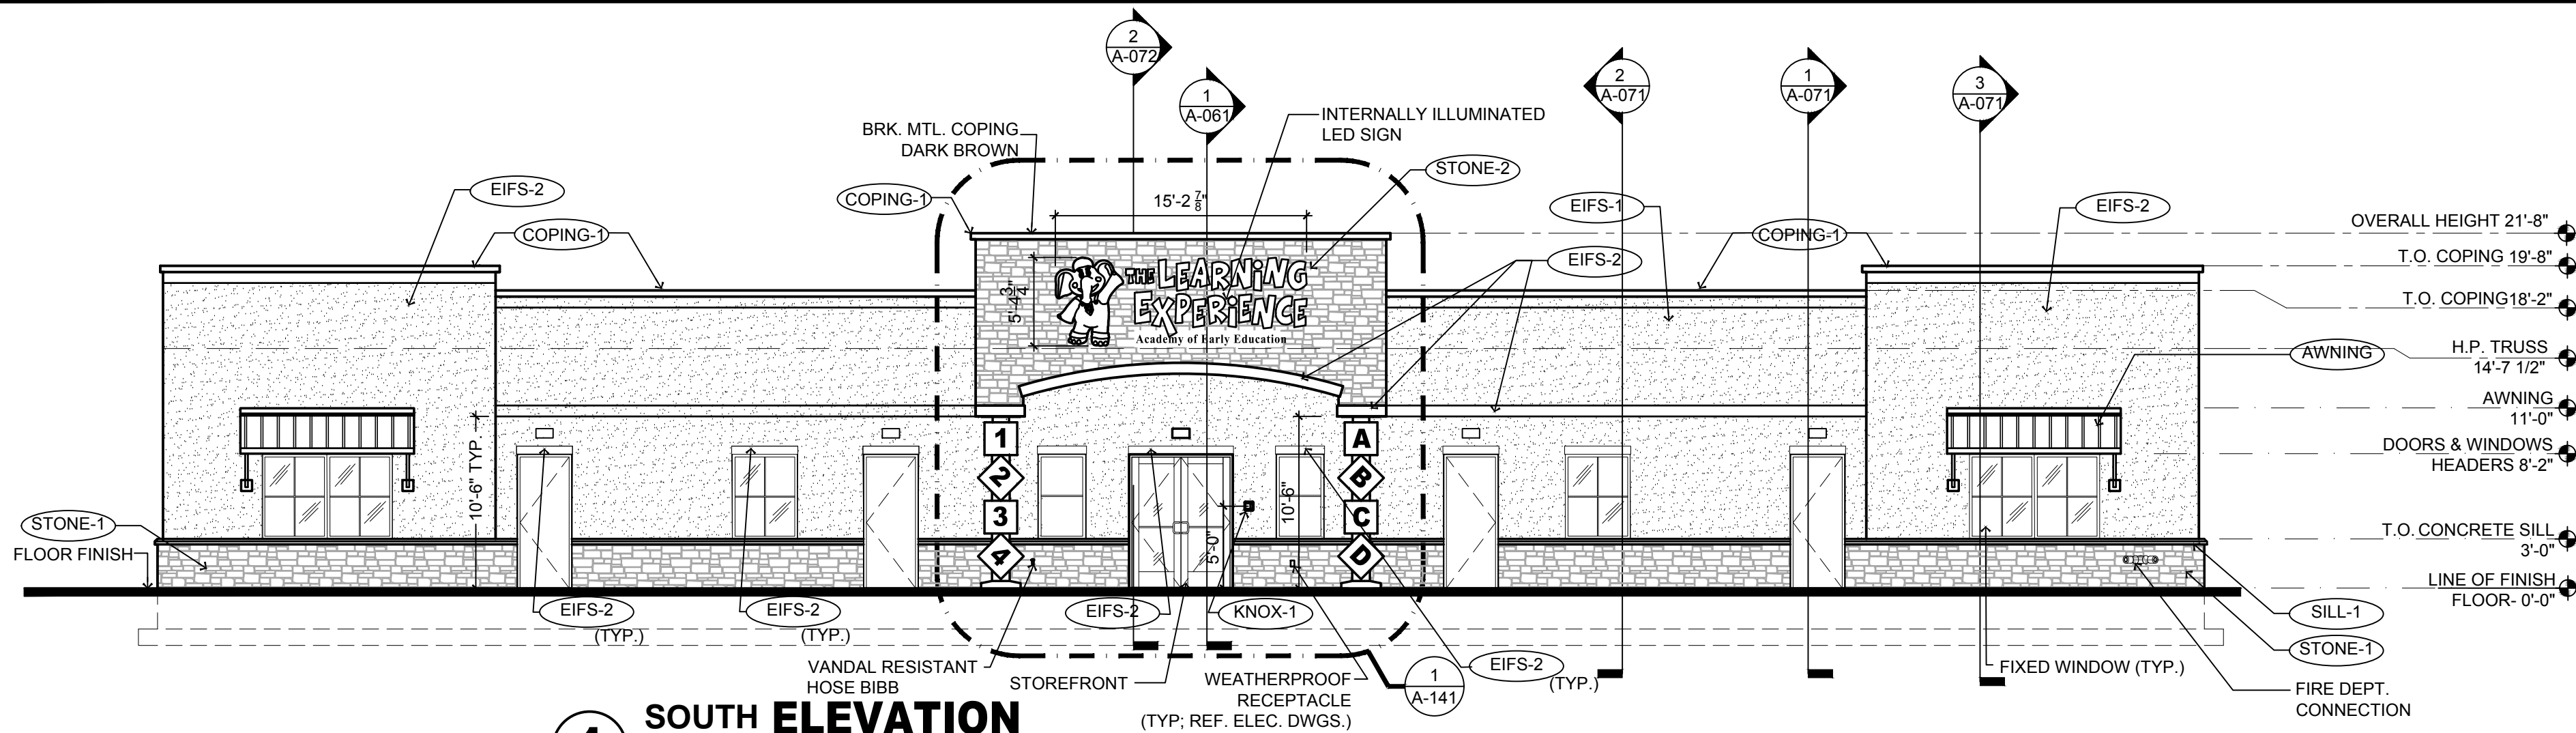 2
A-072
1
A-061
2
A-071
1
A-071
3
A-071
BRK. MTL. COPING
DARK BROWN
INTERNALLY ILLUMINATED
LED SIGN
STONE-2
EIFS-2
COPING-1
COPING-1
15'-2 7/8"
EIFS-1
EIFS-2
COPING-1
EIFS-2
OVERALL HEIGHT 21'-8"
T.O. COPING 19'-8"
T.O. COPING18'-2"
H.P. TRUSS
14'-7 1/2"
AWNING
AWNING
11'-0"
DOORS & WINDOWS
HEADERS 8'-2"
T.O. CONCRETE SILL
3'-0"
LINE OF FINISH
FLOOR- 0'-0"
5'-4 3/4"
THE LEARNING
EXPERIENCE
Academy of Early Education
10'-6" TYP
1
2
3
4
A
B
C
D
10'-6"
5'-0"
STONE-1
FLOOR FINISH
EIFS-2
(TYP.)
EIFS-2
(TYP.)
EIFS-2
KNOX-1
SILL-1
STONE-1
VANDAL RESISTANT
HOSE BIBB
STOREFRONT
WEATHERPROOF
RECEPTACLE
(TYP; REF. ELEC. DWGS.)
1
A-141
EIFS-2
(TYP.)
FIXED WINDOW (TYP.)
FIRE DEPT.
CONNECTION
SOUTH ELEVATION